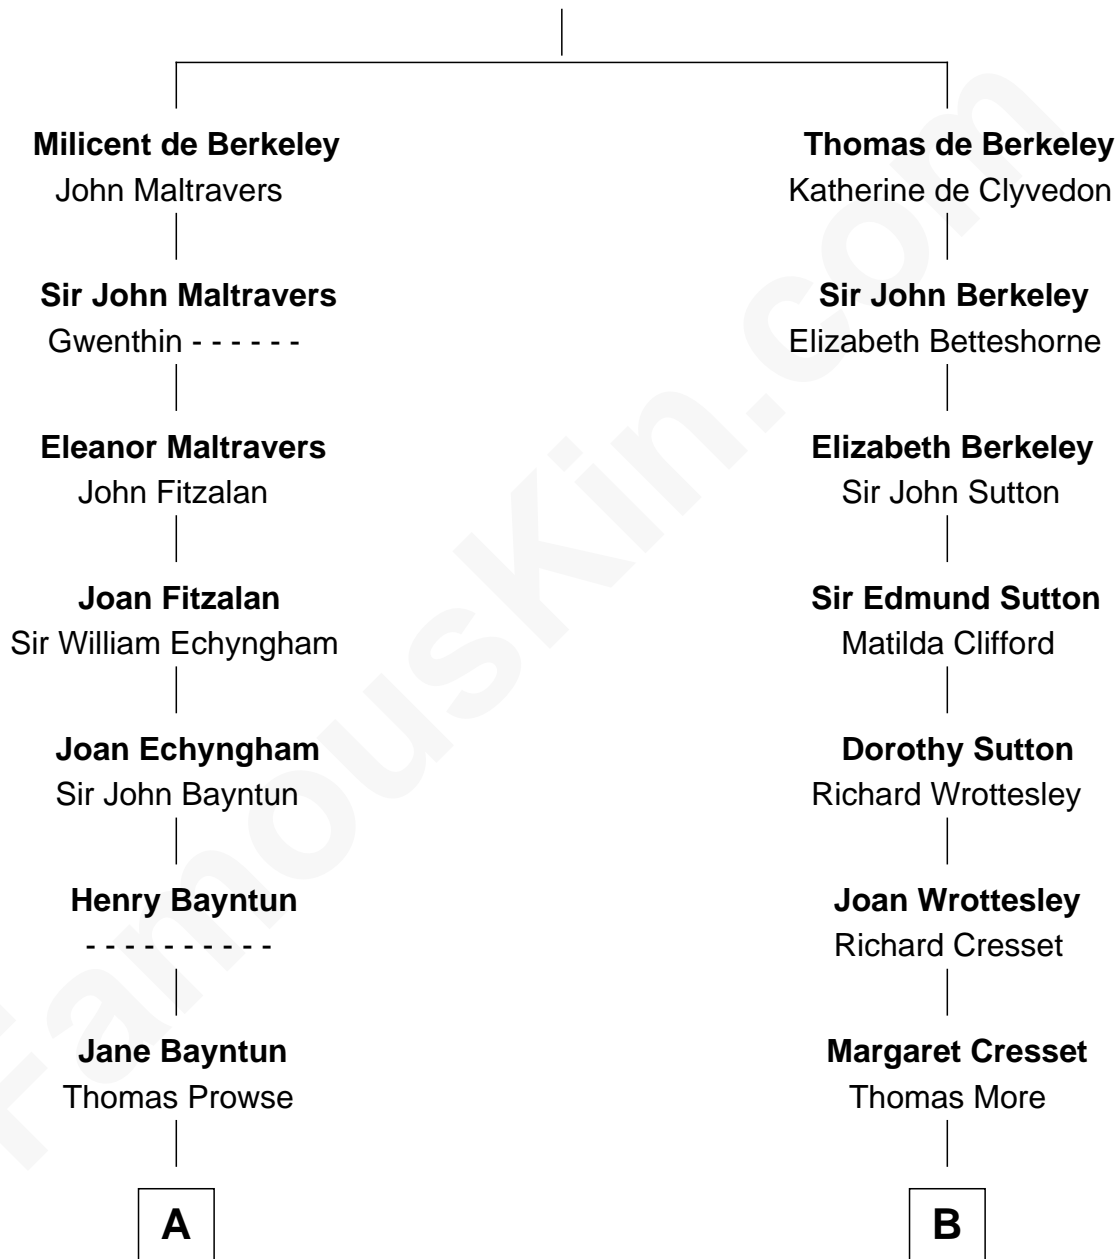 Milicent de Berkeley
John Maltravers
Sir John Maltravers
Gwenthin - - - - - -
Eleanor Maltravers
John Fitzalan
Joan Fitzalan
Sir William Echyngham
Joan Echyngham
Sir John Bayntun
Henry Bayntun
- - - - - - - - - -
Jane Bayntun
Thomas Prowse
A
Thomas de Berkeley
Katherine de Clyvedon
Sir John Berkeley
Elizabeth Betteshorne
Elizabeth Berkeley
Sir John Sutton
Sir Edmund Sutton
Matilda Clifford
Dorothy Sutton
Richard Wrottesley
Joan Wrottesley
Richard Cresset
Margaret Cresset
Thomas More
B
FamousKin.com